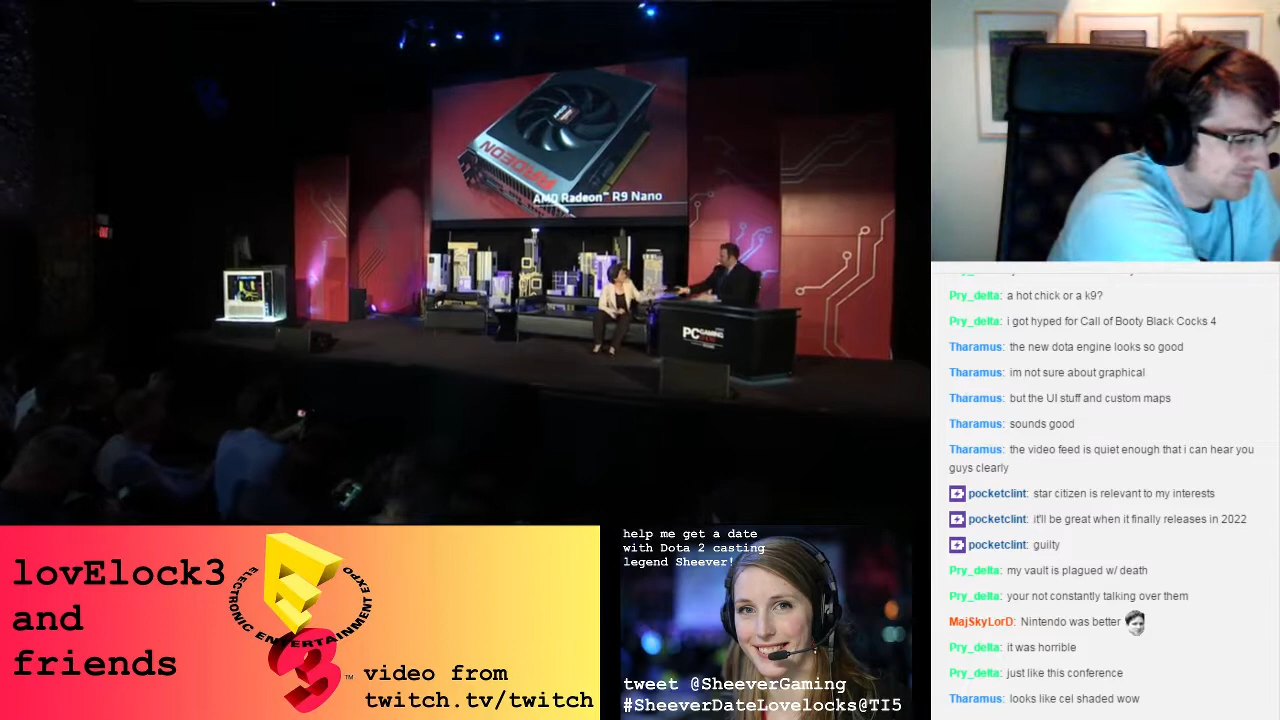 RADEON
AMD Radeon™ R9 Nano
PC GAMING
Pry_delta: a hot chick or a k9?
Pry_delta: i got hyped for Call of Booty Black Cocks 4
Tharamus: the new dota engine looks so good
Tharamus: im not sure about graphical
Tharamus: but the UI stuff and custom maps
Tharamus: sounds good
Tharamus: the video feed is quiet enough that i can hear you
guys clearly
pocketclint: star citizen is relevant to my interests
pocketclint: it'll be great when it finally releases in 2022
pocketclint: guilty
Pry_delta: my vault is plagued w/ death
Pry_delta: your not constantly talking over them
MajSkyLorD: Nintendo was better
Pry_delta: it was horrible
Pry_delta: just like this conference
Tharamus: looks like cel shaded wow
lovElock3
and
friends
E3
ELECTRONIC ENTERTAINMENT EXPO
™
video from
twitch.tv/twitch
help me get a date
with Dota 2 casting
legend Sheever!
tweet @SheeverGaming
#SheeverDateLovelocks@TI5